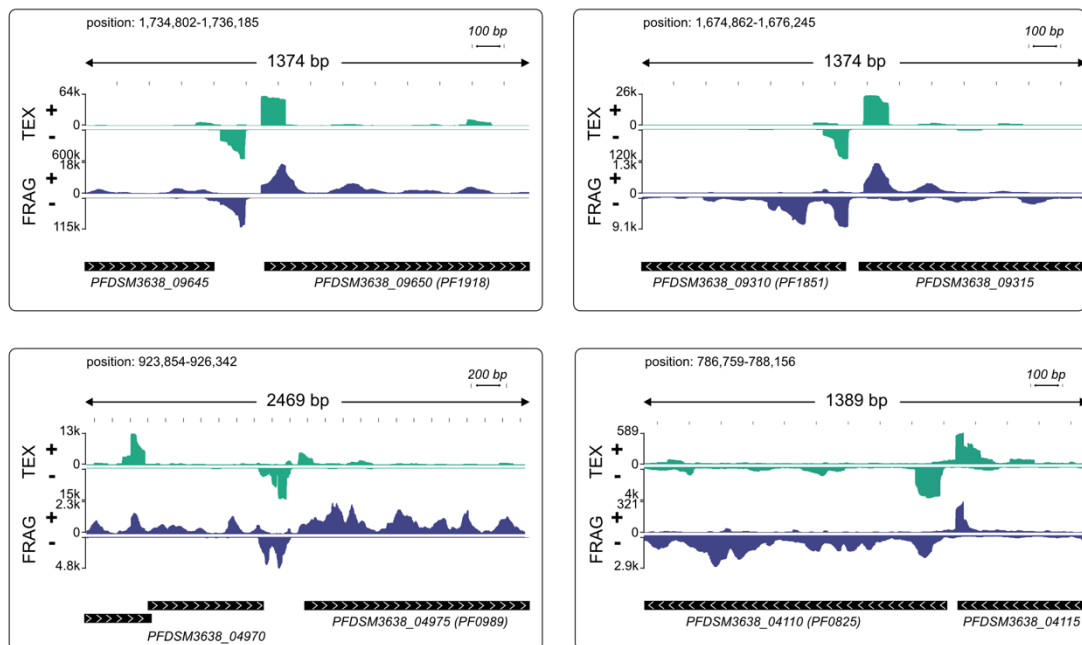 position: 1,734,802-1,736,185
100 bp
1374 bp
64k
+
0
-
600k
TEX
18k
+
0
-
115k
FRAG
PFDSM3638_09645
PFDSM3638_09650 (PF1918)
position: 1,674,862-1,676,245
100 bp
1374 bp
26k
+
0
-
120k
TEX
1.3k
+
0
-
9.1k
FRAG
PFDSM3638_09310 (PF1851)
PFDSM3638_09315
position: 923,854-926,342
200 bp
2469 bp
13k
+
0
-
15k
TEX
2.3k
+
0
-
4.8k
FRAG
PFDSM3638_04970
PFDSM3638_04975 (PF0989)
position: 786,759-788,156
100 bp
1389 bp
589
+
0
-
4k
TEX
321
+
0
-
2.9k
FRAG
PFDSM3638_04110 (PF0825)
PFDSM3638_04115